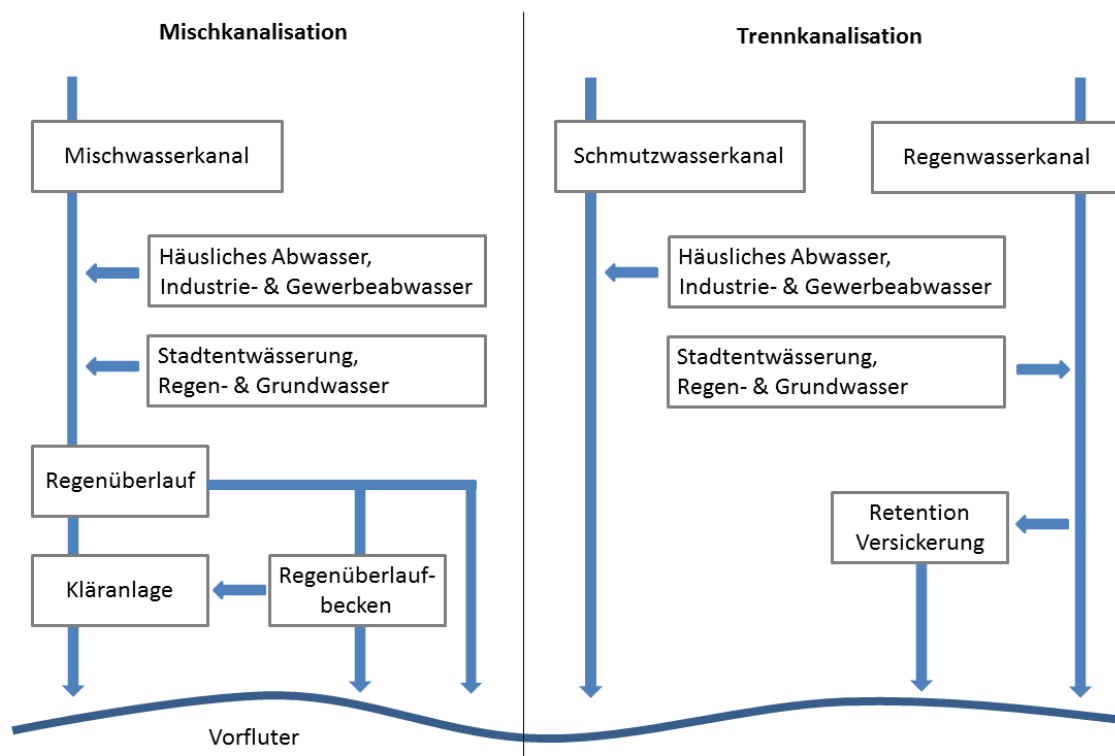 Mischkanalisation
Mischwasserkanal
Häusliches Abwasser,
Industrie- & Gewerbeabwasser
Stadtentwässerung,
Regen- & Grundwasser
Regenüberlauf
Kläranlage
Regenüberlauf-
becken
Vorfluter
Trennkanalisation
Schmutzwasserkanal
Regenwasserkanal
Häusliches Abwasser,
Industrie- & Gewerbeabwasser
Stadtentwässerung,
Regen- & Grundwasser
Retention
Versickerung